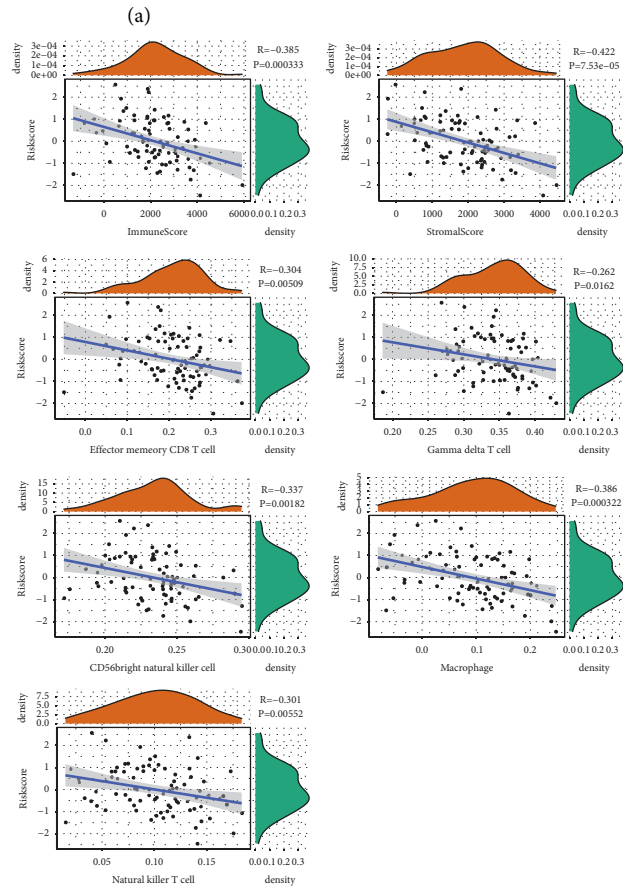 (a)
density
3e−04
2e−04
1e−04
0e+00
R=−0.385
P=0.000333
Riskscore
2
1
0
−1
−2
0 2000 4000 6000
0.0 0.1 0.2 0.3
ImmuneScore
density
density
3e−04
2e−04
1e−04
0e+00
R=−0.422
P=7.53e−05
Riskscore
2
1
0
−1
−2
0 1000 2000 3000 4000
0.0 0.1 0.2 0.3
StromalScore
density
density
6
4
2
0
R=−0.304
P=0.00509
Riskscore
2
1
0
−1
−2
0.0 0.1 0.2 0.3
0.0 0.1 0.2 0.3
Effector memeory CD8 T cell
density
density
10.0
7.5
5.0
2.5
0.0
R=−0.262
P=0.0162
Riskscore
2
1
0
−1
−2
0.20 0.25 0.30 0.35 0.40
0.0 0.1 0.2 0.3
Gamma delta T cell
density
density
15
10
5
0
R=−0.337
P=0.00182
Riskscore
2
1
0
−1
−2
0.20 0.25 0.30
0.0 0.1 0.2 0.3
CD56bright natural killer cell
density
density
5
4
3
2
1
0
R=−0.386
P=0.000322
Riskscore
2
1
0
−1
−2
0.0 0.1 0.2
0.0 0.1 0.2 0.3
Macrophage
density
density
7.5
5.0
2.5
0.0
R=−0.301
P=0.00552
Riskscore
2
1
0
−1
−2
0.05 0.10 0.15
0.0 0.1 0.2 0.3
Natural killer T cell
density